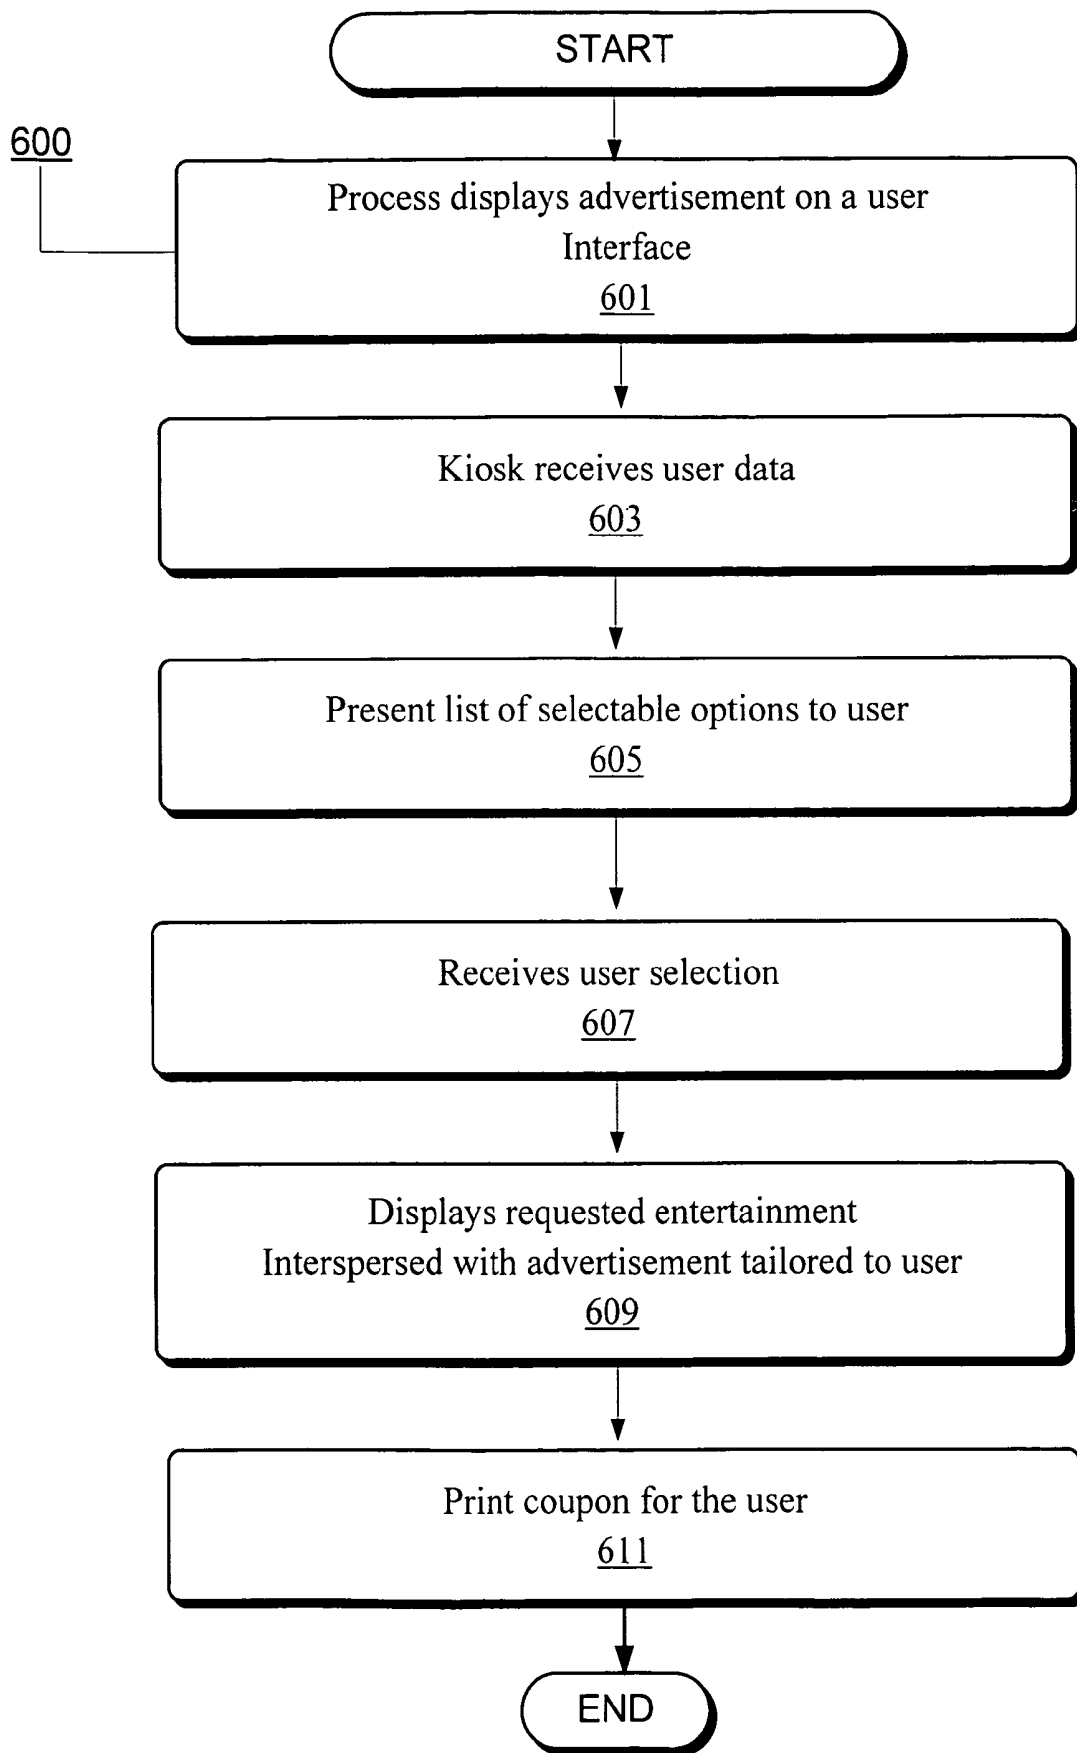 START
600
Process displays advertisement on a user
Interface
601
Kiosk receives user data
603
Present list of selectable options to user
605
Receives user selection
607
Displays requested entertainment
Interspersed with advertisement tailored to user
609
Print coupon for the user
611
END